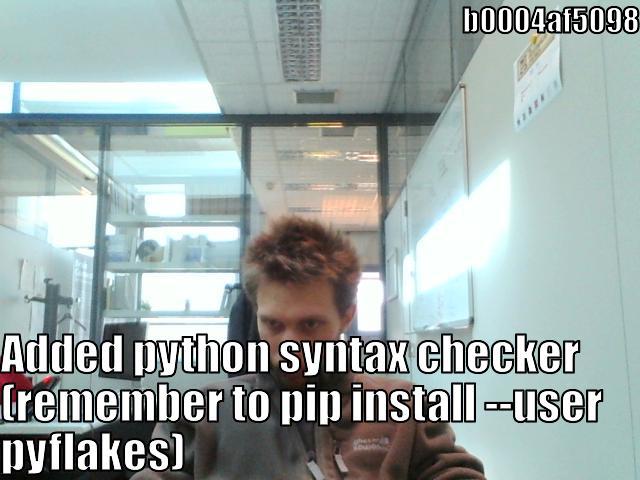 b0004af5098
Added python syntax checker
(remember to pip install --user
pyflakes)